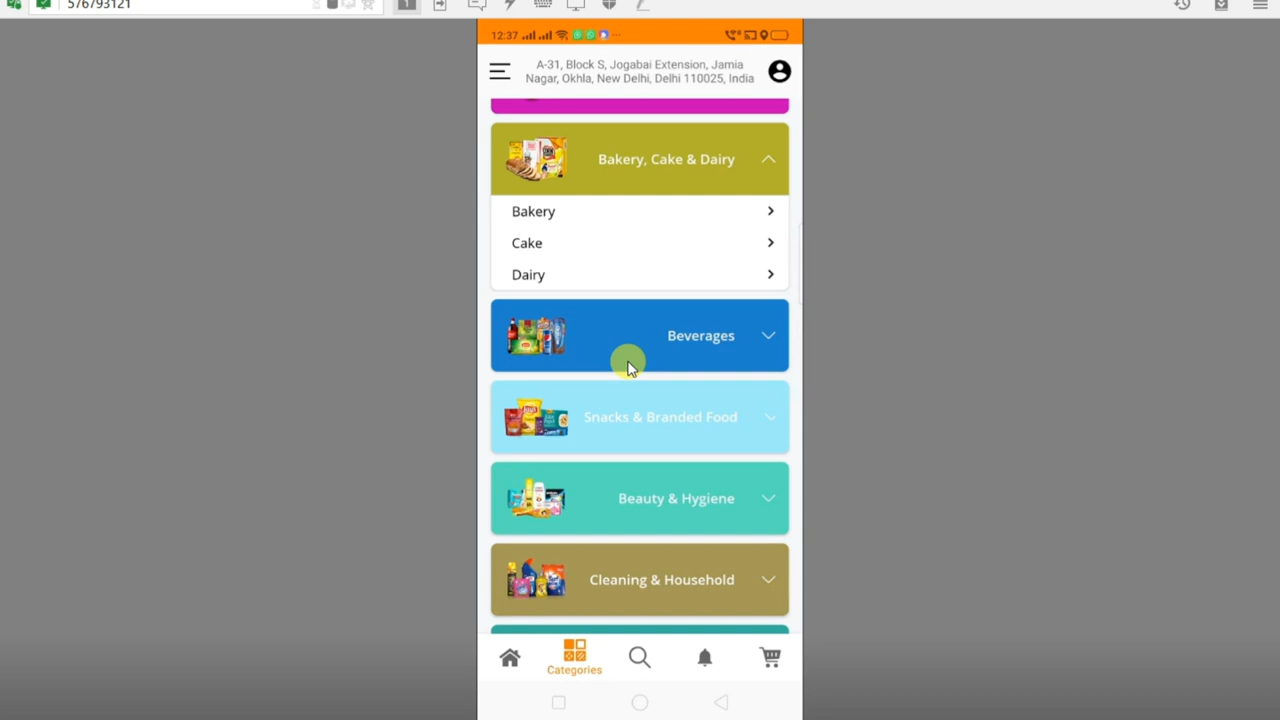 576793121
1
12:37
A-31, Block S, Jogabai Extension, Jamia
Nagar, Okhla, New Delhi, Delhi 110025, India
Bakery, Cake & Dairy
Bakery
Cake
Dairy
Beverages
Snacks & Branded Food
Beauty & Hygiene
Cleaning & Household
Categories